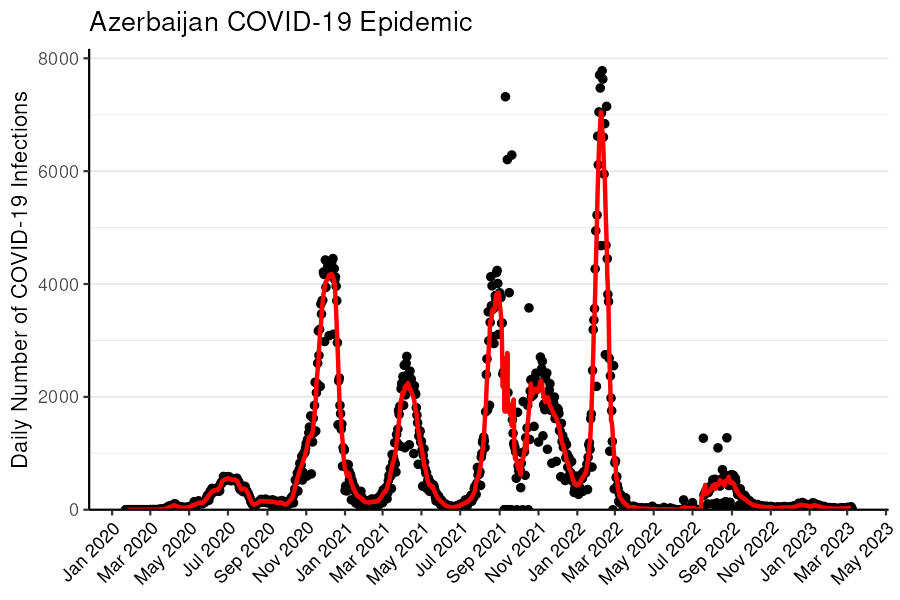 Azerbaijan COVID-19 Epidemic
Daily Number of COVID-19 Infections
8000
6000
4000
2000
0
Jan 2020
Mar 2020
May 2020
Jul 2020
Sep 2020
Nov 2020
Jan 2021
Mar 2021
May 2021
Jul 2021
Sep 2021
Nov 2021
Jan 2022
Mar 2022
May 2022
Jul 2022
Sep 2022
Nov 2022
Jan 2023
Mar 2023
May 2023